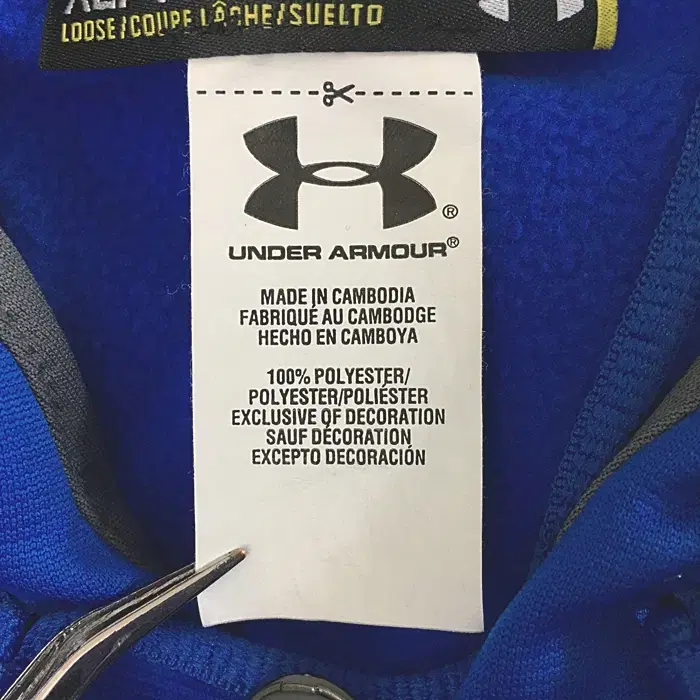 LOOSE/COUPE LÂCHE/SUELTO
®
UNDER ARMOUR®
MADE IN CAMBODIA
FABRIQUÉ AU CAMBODGE
HECHO EN CAMBOYA
100% POLYESTER/
POLYESTER/POLIÉSTER
EXCLUSIVE OF DECORATION
SAUF DÉCORATION
EXCEPTO DECORACIÓN